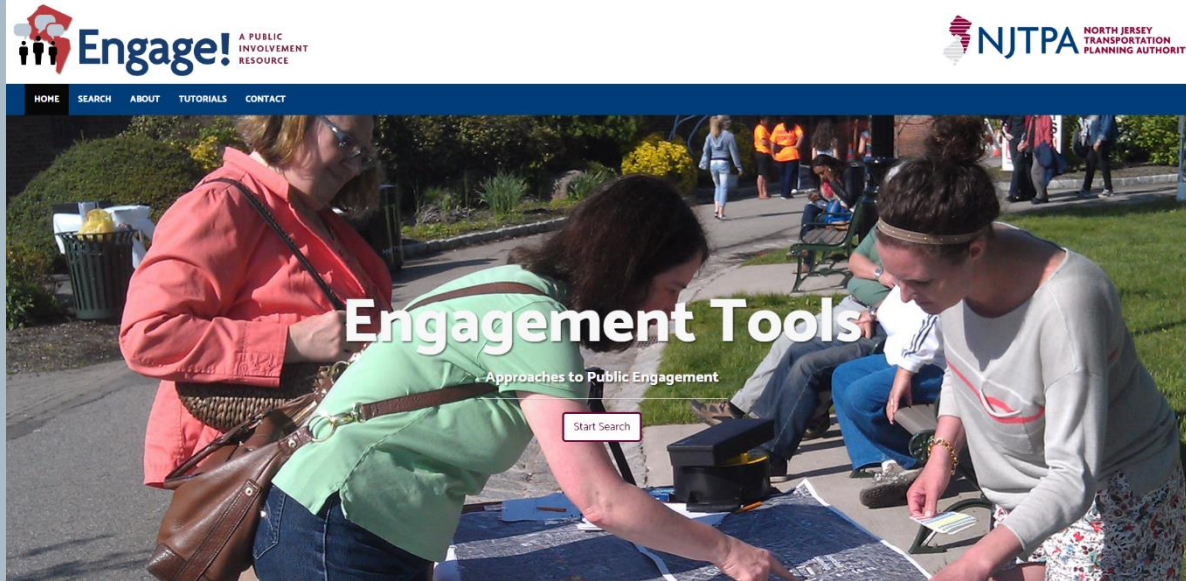 Engage!
A PUBLIC
INVOLVEMENT
RESOURCE
NJTPA
NORTH JERSEY
TRANSPORTATION
PLANNING AUTHORIT
HOME SEARCH ABOUT TUTORIALS CONTACT
Engagement Tools
Approaches to Public Engagement
Start Search